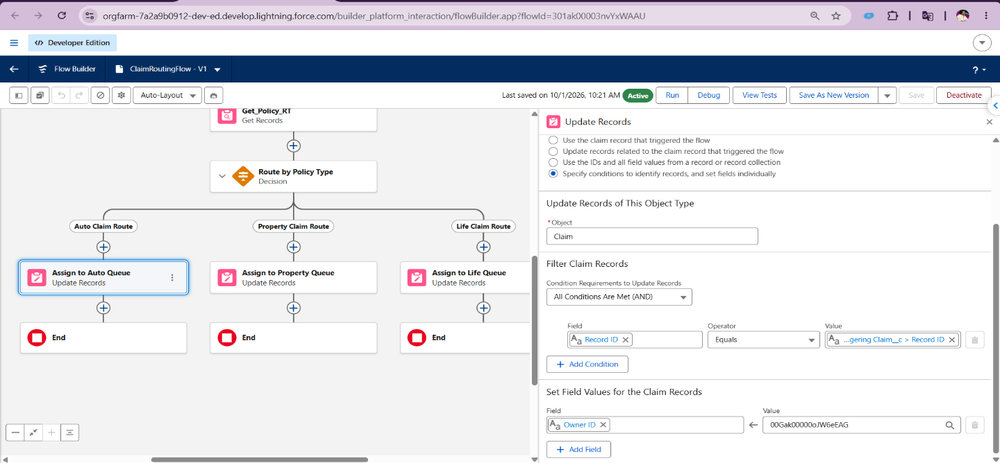 orgfarm-7a2a9b0912-dev-ed.develop.lightning.force.com/builder_platform_interaction/flowBuilder.app?flowId=301ak00003nvYxWAAU
</> Developer Edition
Flow Builder
ClaimRoutingFlow - V1
?
Auto-Layout
Last saved on 10/1/2026, 10:21 AM
Active
Run
Debug
View Tests
Save As New Version
Save
Deactivate
Get_Policy_RT
Get Records
Route by Policy Type
Decision
Auto Claim Route
Property Claim Route
Life Claim Route
Assign to Auto Queue
Update Records
Assign to Property Queue
Update Records
Assign to Life Queue
Update Records
End
End
End
Update Records
Use the claim record that triggered the flow
Update records related to the claim record that triggered the flow
Use the IDs and all field values from a record or record collection
Specify conditions to identify records, and set fields individually
Update Records of This Object Type
*Object
Claim
Filter Claim Records
Condition Requirements to Update Records
All Conditions Are Met (AND)
Field
Operator
Value
Aa Record ID
Equals
Aa ...gering Claim__c > Record ID
+ Add Condition
Set Field Values for the Claim Records
Field
Value
Aa Owner ID
00Gak00000oJW6eEAG
+ Add Field